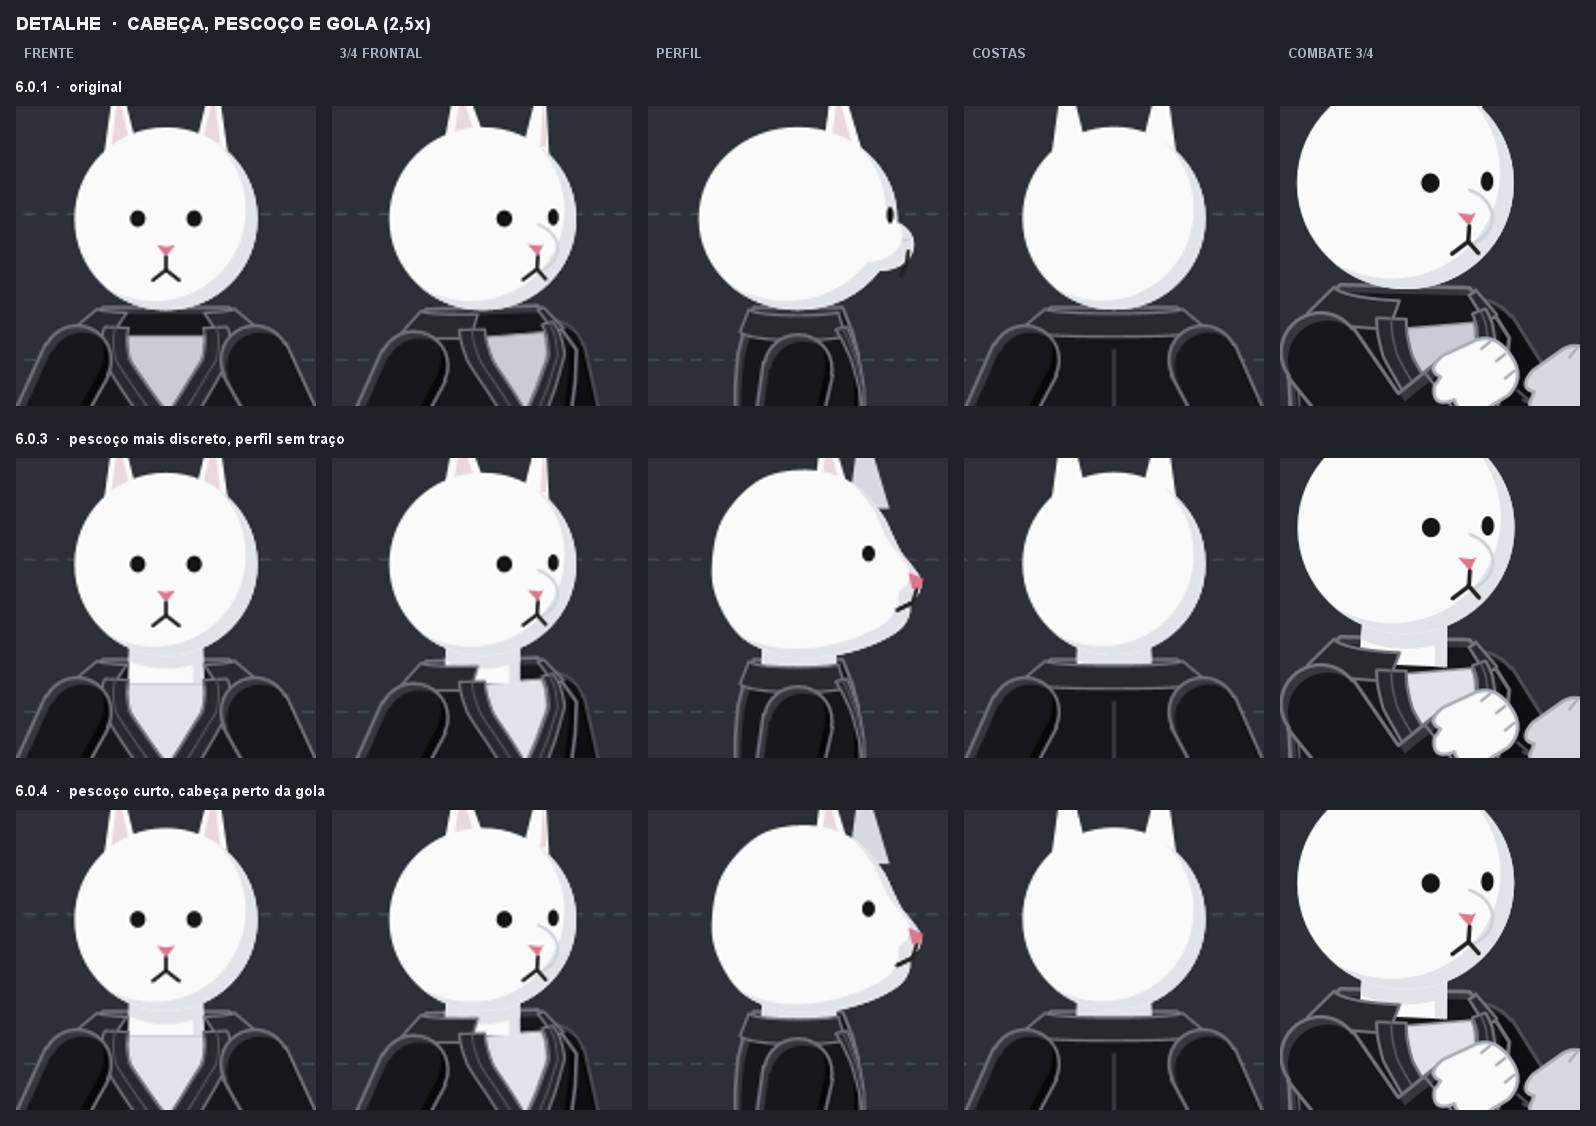 DETALHE · CABEÇA, PESCOÇO E GOLA (2,5x)
FRENTE 3/4 FRONTAL PERFIL COSTAS COMBATE 3/4
6.0.1 · original
6.0.3 · pescoço mais discreto, perfil sem traço
6.0.4 · pescoço curto, cabeça perto da gola